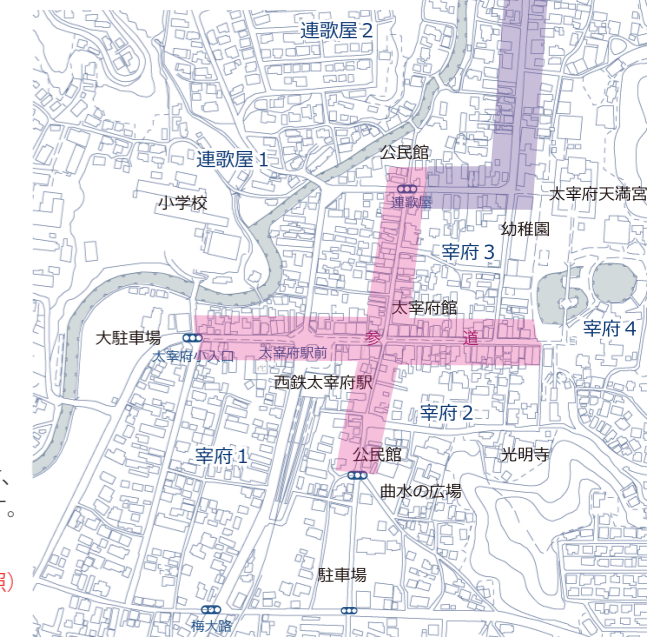 連歌屋2
公民館
連歌屋1
連歌屋
太宰府天満宮
小学校
幼稚園
宰府3
太宰府館
宰府4
大駐車場
参道
太宰府小入口
太宰府駅前
西鉄太宰府駅
宰府2
宰府1
公民館
光明寺
、
曲水の広場
。
駐車場
照）
梅大路